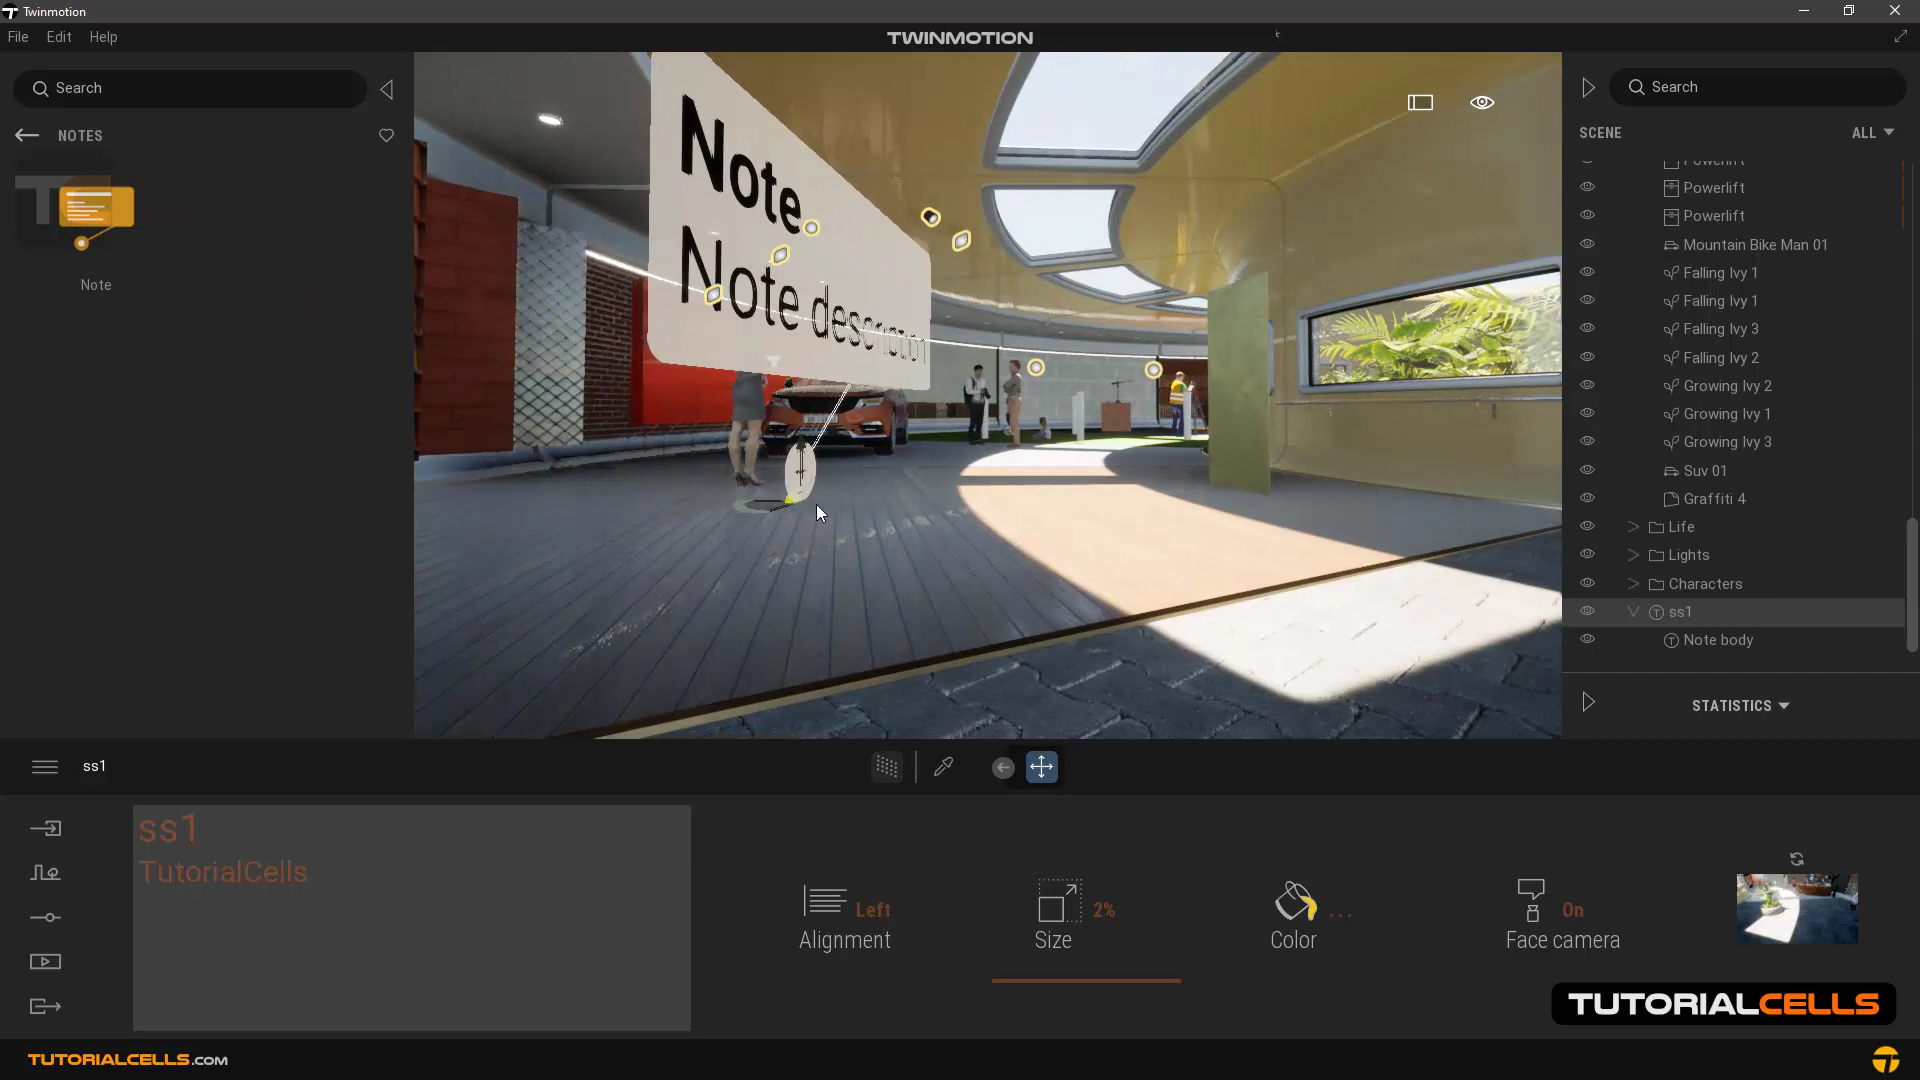 Twinmotion
File Edit Help
TWINMOTION
Search
NOTES
Note
Note
Note description
Search
SCENE
ALL
Powerlift
Powerlift
Powerlift
Mountain Bike Man 01
Falling Ivy 1
Falling Ivy 1
Falling Ivy 3
Falling Ivy 2
Growing Ivy 2
Growing Ivy 1
Growing Ivy 3
Suv 01
Graffiti 4
Life
Lights
Characters
ss1
Note body
STATISTICS
ss1
ss1
TutorialCells
Left
Alignment
2%
Size
...
Color
On
Face camera
TUTORIALCELLS
TUTORIALCELLS.COM